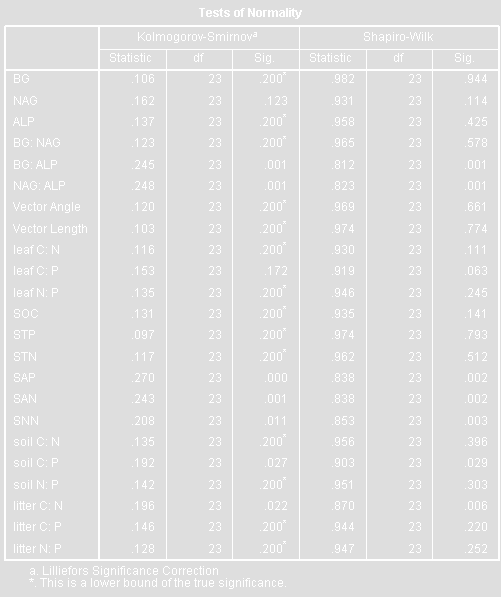 Tests of Normality
Kolmogorov-Smirnovᵃ Shapiro-Wilk
Statistic df Sig. Statistic df Sig.
BG .106 23 .200* .982 23 .944
NAG .162 23 .123 .931 23 .114
ALP .137 23 .200* .958 23 .425
BG: NAG .123 23 .200* .965 23 .578
BG: ALP .245 23 .001 .812 23 .001
NAG: ALP .248 23 .001 .823 23 .001
Vector Angle .120 23 .200* .969 23 .661
Vector Length .103 23 .200* .974 23 .774
leaf C: N .116 23 .200* .930 23 .111
leaf C: P .153 23 .172 .919 23 .063
leaf N: P .135 23 .200* .946 23 .245
SOC .131 23 .200* .935 23 .141
STP .097 23 .200* .974 23 .793
STN .117 23 .200* .962 23 .512
SAP .270 23 .000 .838 23 .002
SAN .243 23 .001 .838 23 .002
SNN .208 23 .011 .853 23 .003
soil C: N .135 23 .200* .956 23 .396
soil C: P .192 23 .027 .903 23 .029
soil N: P .142 23 .200* .951 23 .303
litter C: N .196 23 .022 .870 23 .006
litter C: P .146 23 .200* .944 23 .220
litter N: P .128 23 .200* .947 23 .252
a. Lilliefors Significance Correction
*. This is a lower bound of the true significance.